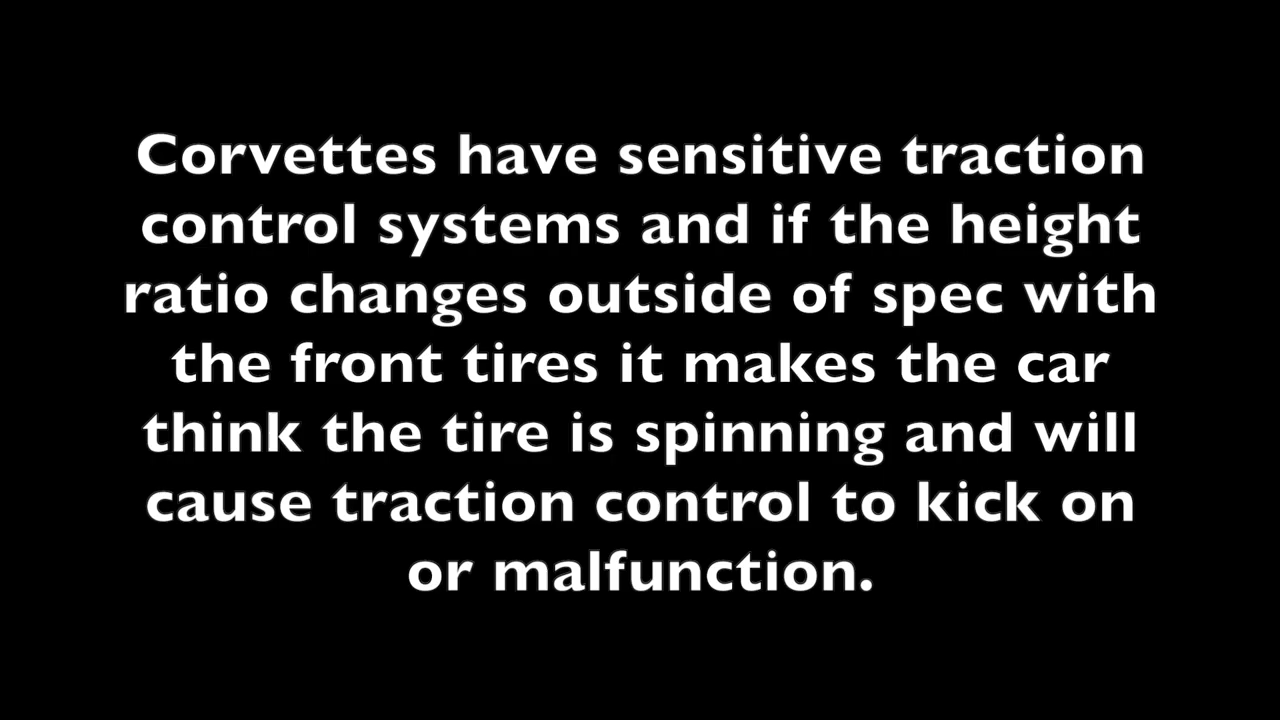 Corvettes have sensitive traction
control systems and if the height
ratio changes outside of spec with
the front tires it makes the car
think the tire is spinning and will
cause traction control to kick on
or malfunction.